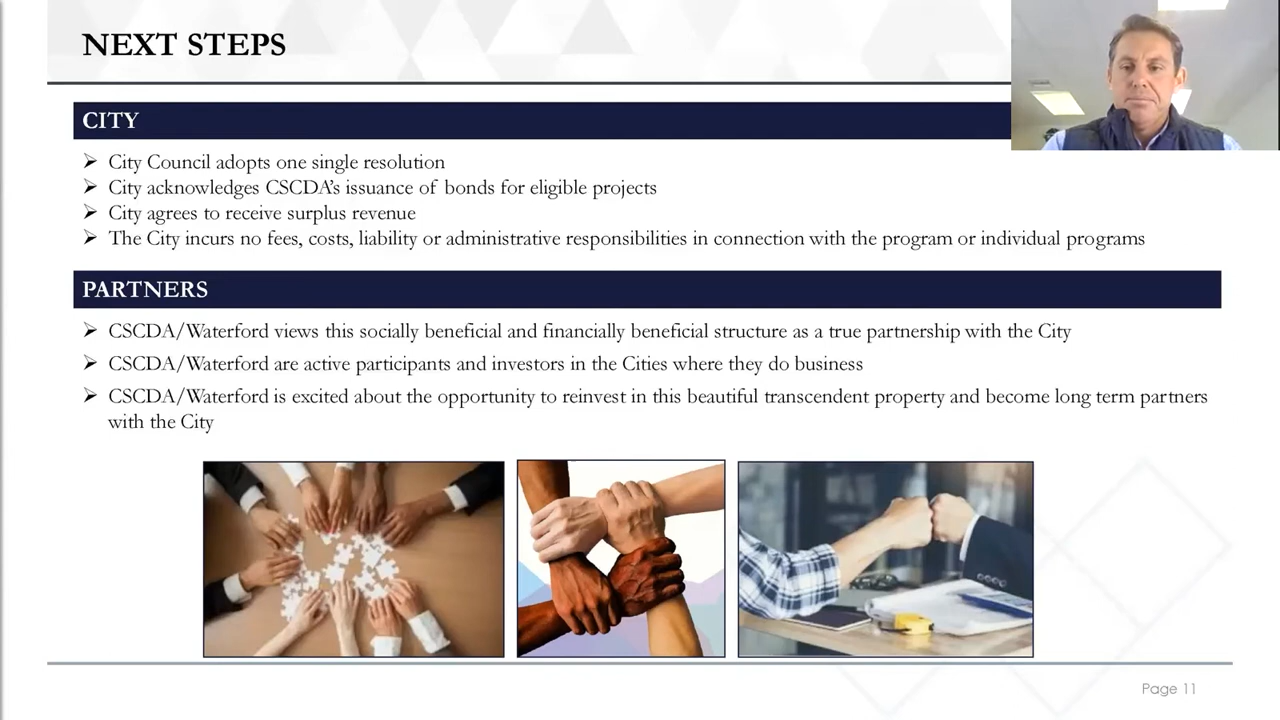 NEXT STEPS
CITY
City Council adopts one single resolution
City acknowledges CSCDA's issuance of bonds for eligible projects
City agrees to receive surplus revenue
The City incurs no fees, costs, liability or administrative responsibilities in connection with the program or individual programs
PARTNERS
CSCDA/Waterford views this socially beneficial and financially beneficial structure as a true partnership with the City
CSCDA/Waterford are active participants and investors in the Cities where they do business
CSCDA/Waterford is excited about the opportunity to reinvest in this beautiful transcendent property and become long term partners
with the City
Page 11